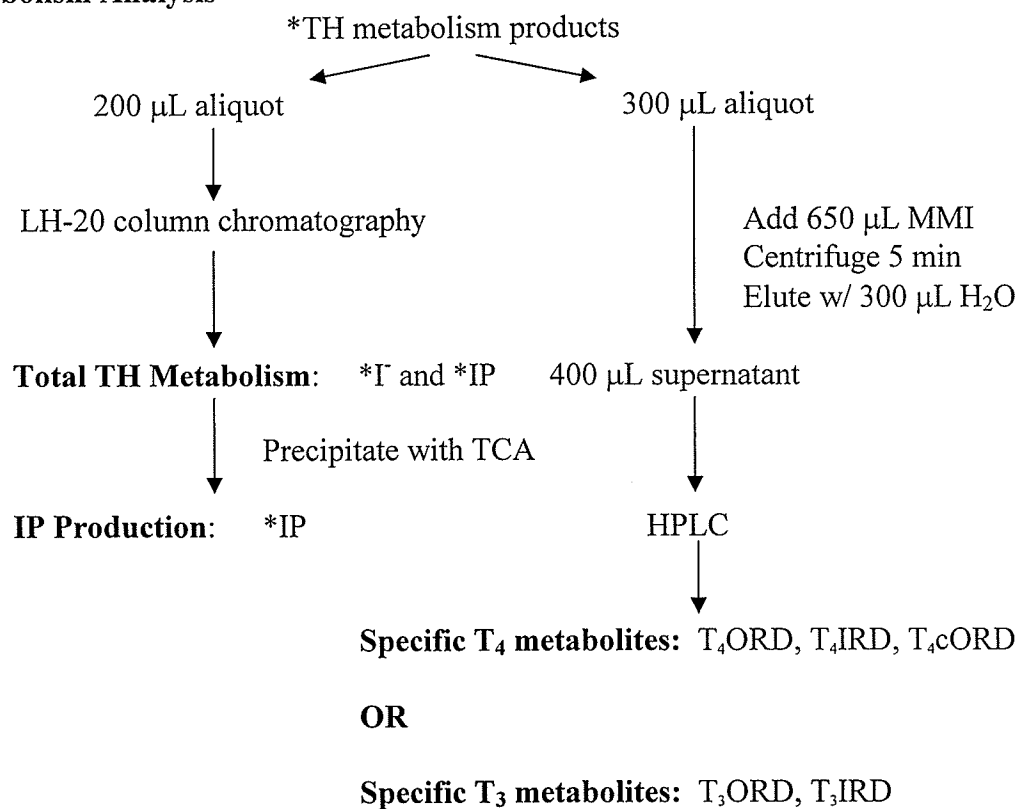 *TH metabolism products
200 µL aliquot
300 µL aliquot
LH-20 column chromatography
Add 650 µL MMI
Centrifuge 5 min
Elute w/ 300 µL H₂O
Total TH Metabolism: *I⁻ and *IP
400 µL supernatant
Precipitate with TCA
IP Production: *IP
HPLC
Specific T₄ metabolites: T₄ORD, T₄IRD, T₄cORD
OR
Specific T₃ metabolites: T₃ORD, T₃IRD